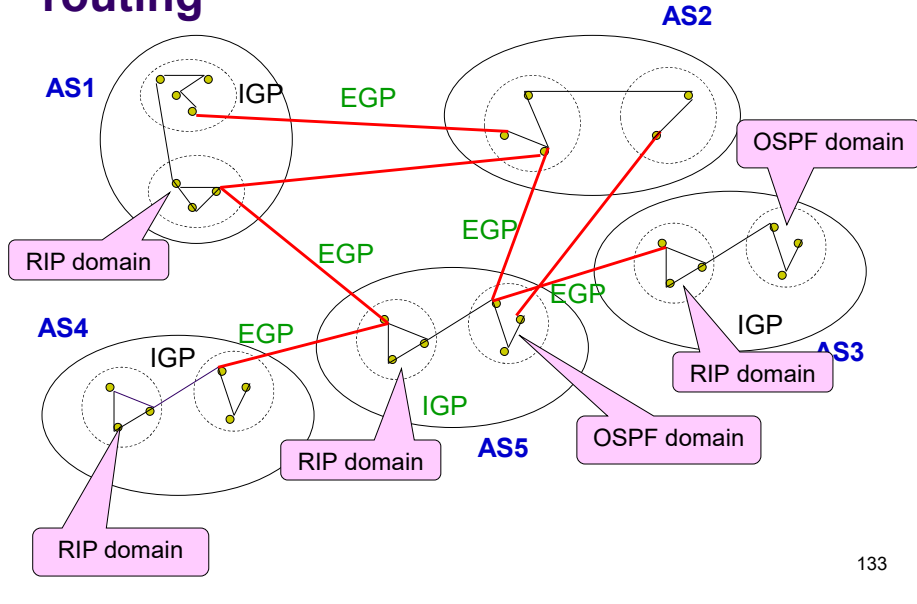 routing
AS2
AS1
IGP
EGP
OSPF domain
EGP
EGP
RIP domain
EGP
AS4
EGP
IGP
IGP
AS3
RIP domain
IGP
OSPF domain
AS5
RIP domain
RIP domain
133